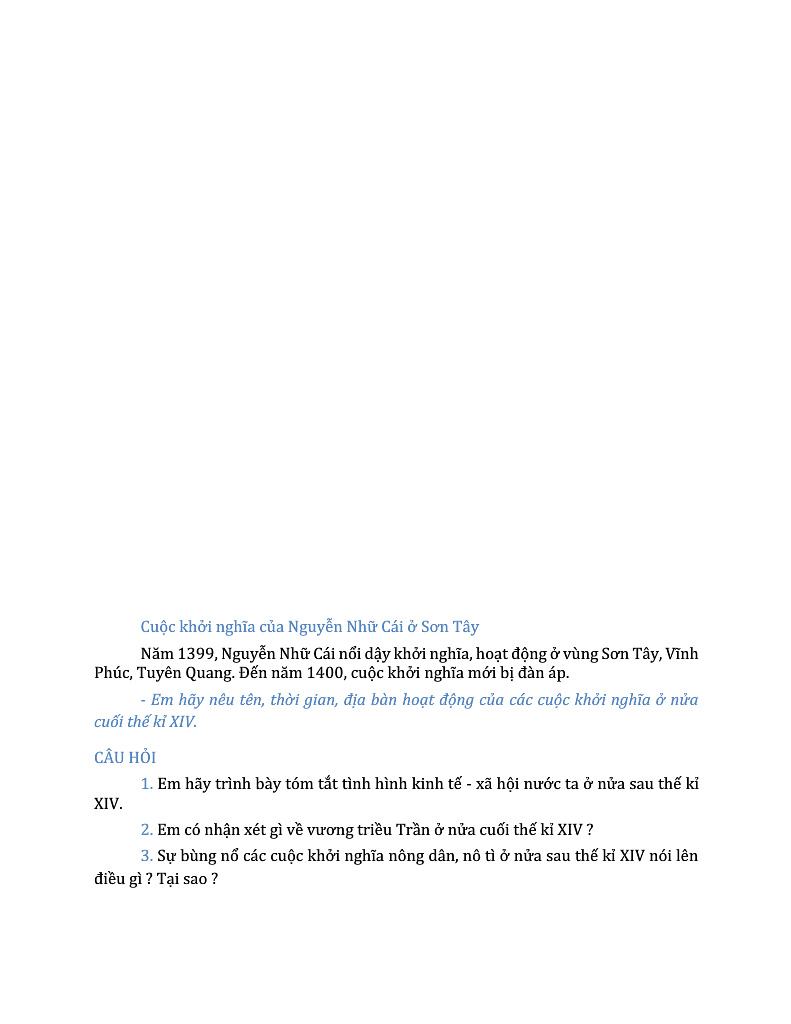 Cuộc khởi nghĩa của Nguyễn Nhữ Cái ở Sơn Tây
Năm 1399, Nguyễn Nhữ Cái nổi dậy khởi nghĩa, hoạt động ở vùng Sơn Tây, Vĩnh
Phúc, Tuyên Quang. Đến năm 1400, cuộc khởi nghĩa mới bị đàn áp.
- Em hãy nêu tên, thời gian, địa bàn hoạt động của các cuộc khởi nghĩa ở nửa
cuối thế kỉ XIV.
CÂU HỎI
1. Em hãy trình bày tóm tắt tình hình kinh tế - xã hội nước ta ở nửa sau thế kỉ
XIV.
2. Em có nhận xét gì về vương triều Trần ở nửa cuối thế kỉ XIV ?
3. Sự bùng nổ các cuộc khởi nghĩa nông dân, nô tì ở nửa sau thế kỉ XIV nói lên
điều gì ? Tại sao ?